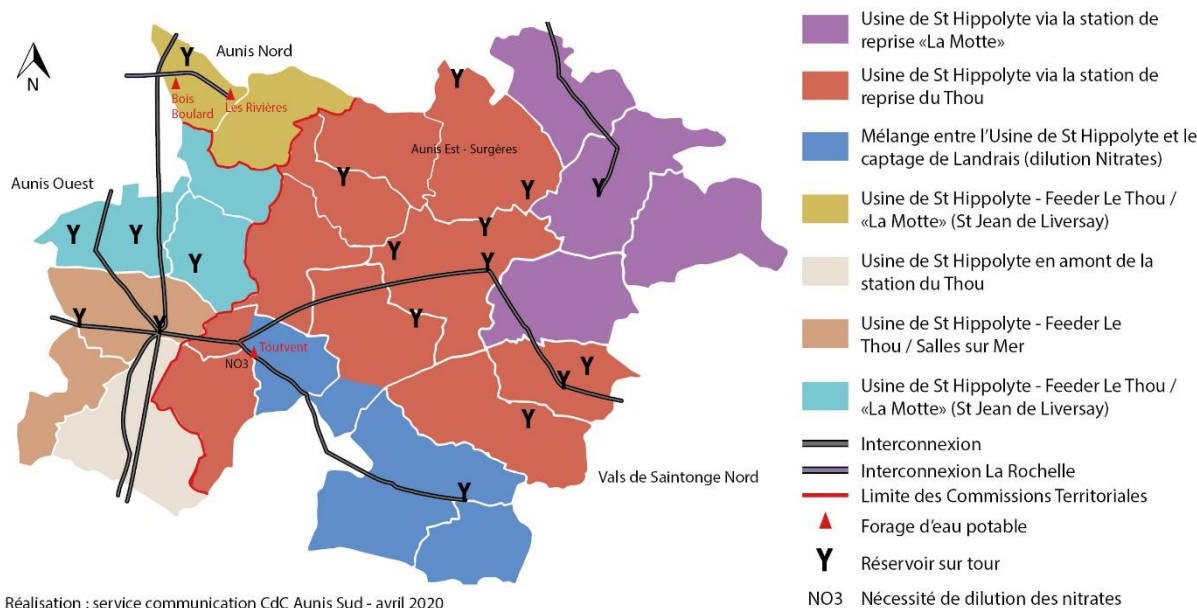 Aunis Nord
N
Bois
Boulard
Les Rivières
Aunis Est - Surgères
Aunis Ouest
Toutvent
NO3
Vals de Saintonge Nord
Réalisation : service communication CdC Aunis Sud - avril 2020
Usine de St Hippolyte via la station de
reprise «La Motte»
Usine de St Hippolyte via la station de
reprise du Thou
Mélange entre l'Usine de St Hippolyte et le
captage de Landrais (dilution Nitrates)
Usine de St Hippolyte - Feeder Le Thou /
«La Motte» (St Jean de Liversay)
Usine de St Hippolyte en amont de la
station du Thou
Usine de St Hippolyte - Feeder Le
Thou / Salles sur Mer
Usine de St Hippolyte - Feeder Le Thou /
«La Motte» (St Jean de Liversay)
Interconnexion
Interconnexion La Rochelle
Limite des Commissions Territoriales
Forage d'eau potable
Réservoir sur tour
NO3 Nécessité de dilution des nitrates